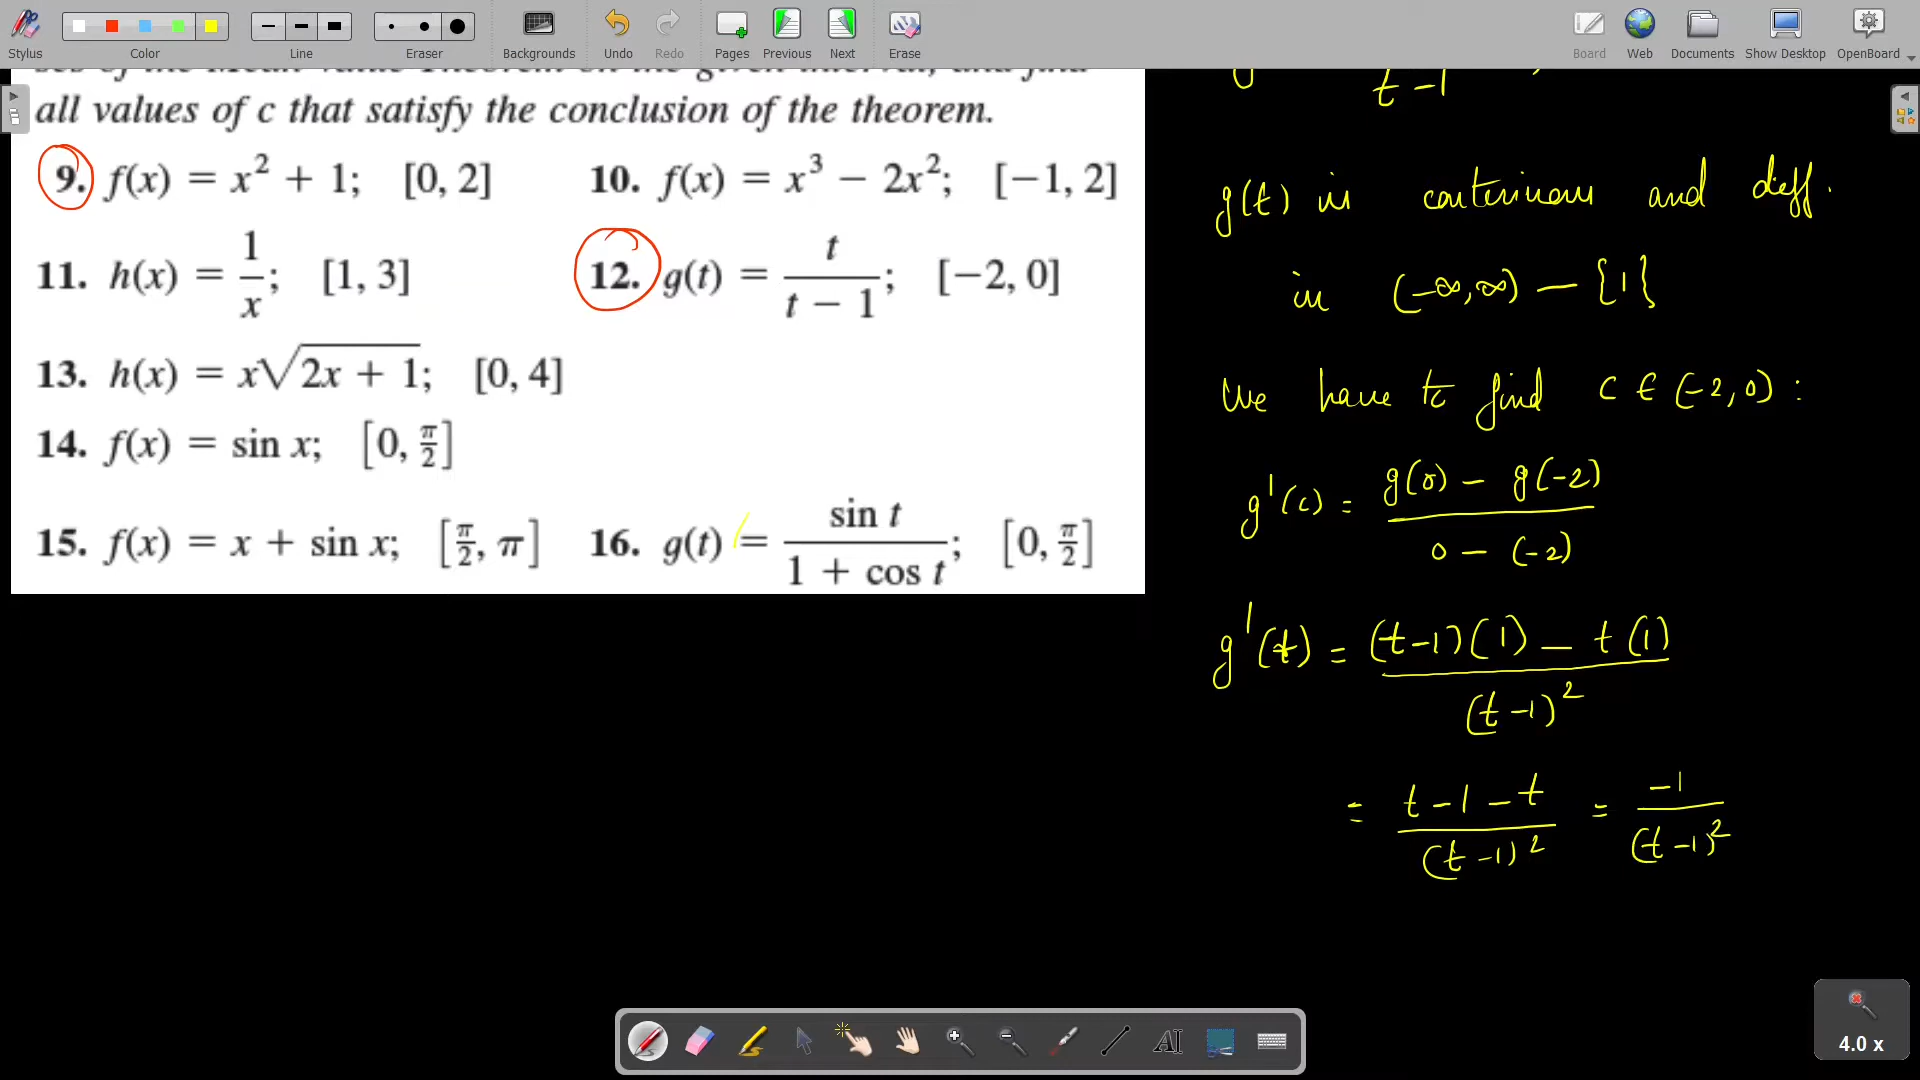 Stylus
Color
Line
Eraser
Backgrounds
Undo
Redo
Pages
Previous
Next
Erase
Board
Web
Documents
Show Desktop
OpenBoard
all values of c that satisfy the conclusion of the theorem.
9. f(x) = x² + 1; [0, 2]
10. f(x) = x³ − 2x²; [−1, 2]
11. h(x) = 1/x; [1, 3]
12. g(t) = t/(t − 1); [−2, 0]
13. h(x) = x√(2x + 1); [0, 4]
14. f(x) = sin x; [0, π/2]
15. f(x) = x + sin x; [π/2, π]
16. g(t) = sin t/(1 + cos t); [0, π/2]
t-1
g(t) is continuous and diff.
in (-∞,∞) - {1}
We have to find c ∈ (-2, 0) :
g'(c) = (g(0) - g(-2))/(0 - (-2))
g'(t) = ((t-1)(1) - t(1))/(t-1)²
= (t-1-t)/(t-1)² = -1/(t-1)²
4.0 x